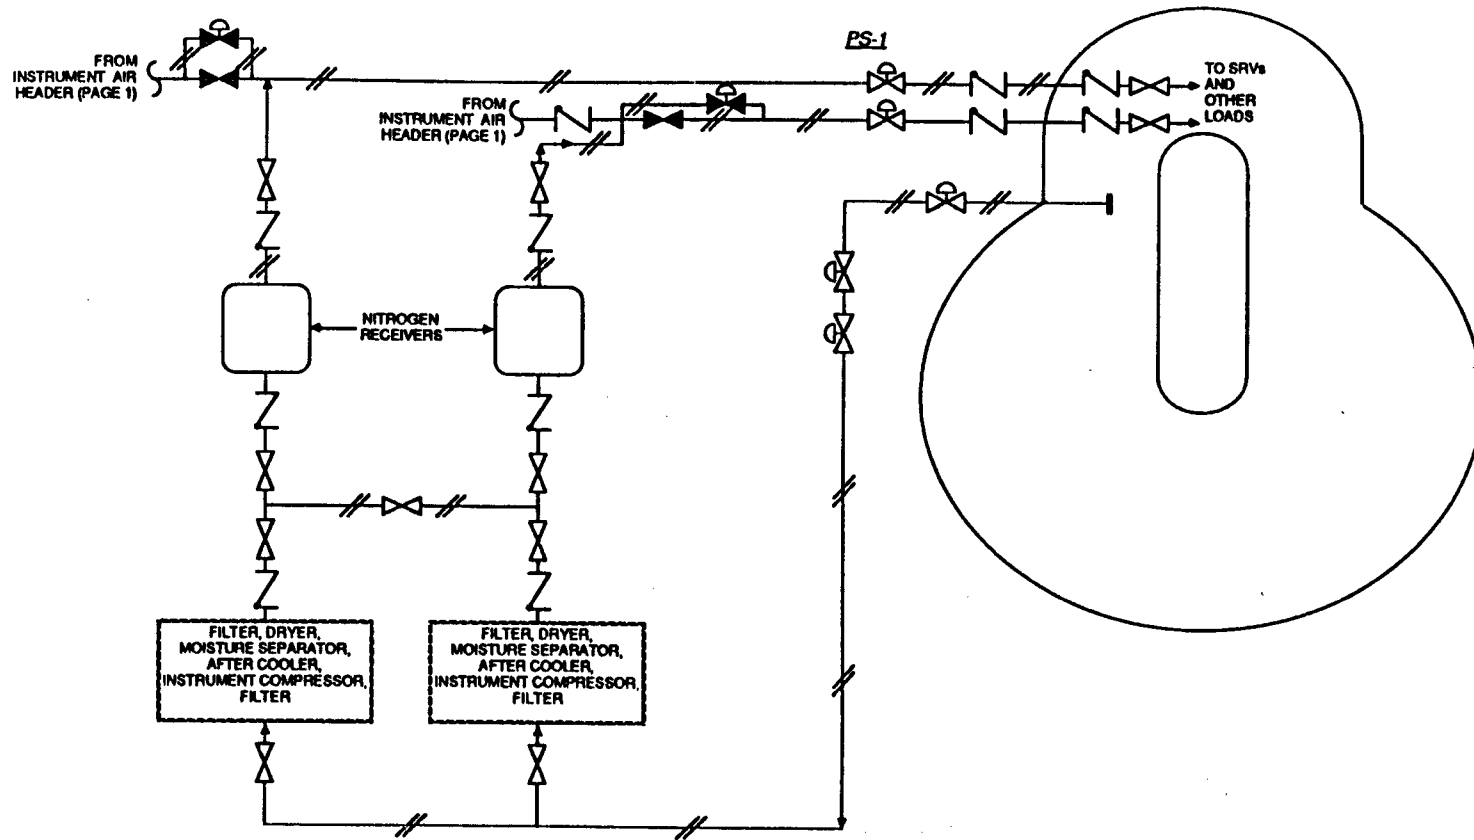 PS-1
FROM
INSTRUMENT AIR
HEADER (PAGE 1)
TO SRVs
AND
OTHER
LOADS
FROM
INSTRUMENT AIR
HEADER (PAGE 1)
NITROGEN
RECEIVERS
FILTER, DRYER,
MOISTURE SEPARATOR,
AFTER COOLER,
INSTRUMENT COMPRESSOR,
FILTER
FILTER, DRYER,
MOISTURE SEPARATOR,
AFTER COOLER,
INSTRUMENT COMPRESSOR,
FILTER